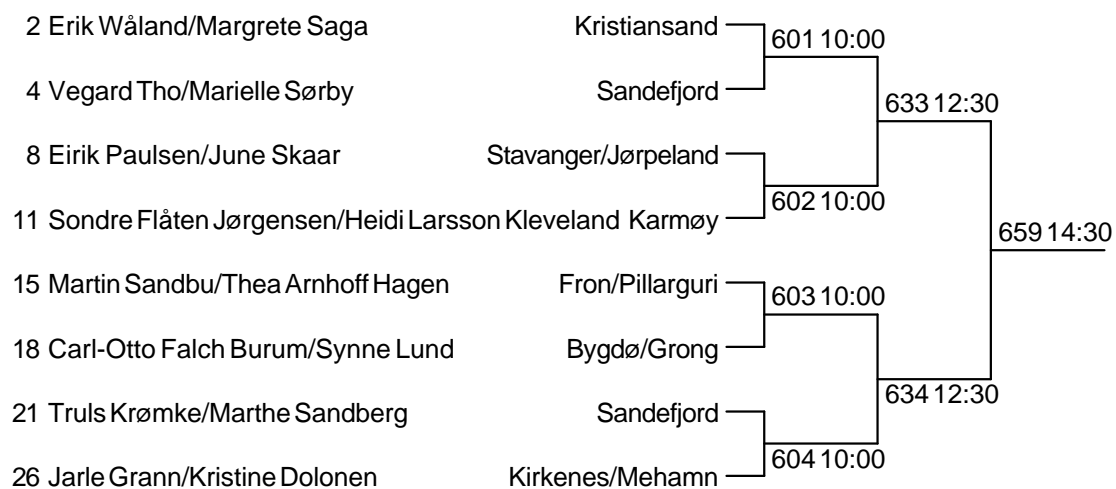 2 Erik Wåland/Margrete Saga Kristiansand
601 10:00
4 Vegard Tho/Marielle Sørby Sandefjord
633 12:30
8 Eirik Paulsen/June Skaar Stavanger/Jørpeland
602 10:00
11 Sondre Flåten Jørgensen/Heidi Larsson Kleveland Karmøy
659 14:30
15 Martin Sandbu/Thea Arnhoff Hagen Fron/Pillarguri
603 10:00
18 Carl-Otto Falch Burum/Synne Lund Bygdø/Grong
634 12:30
21 Truls Krømke/Marthe Sandberg Sandefjord
604 10:00
26 Jarle Grann/Kristine Dolonen Kirkenes/Mehamn